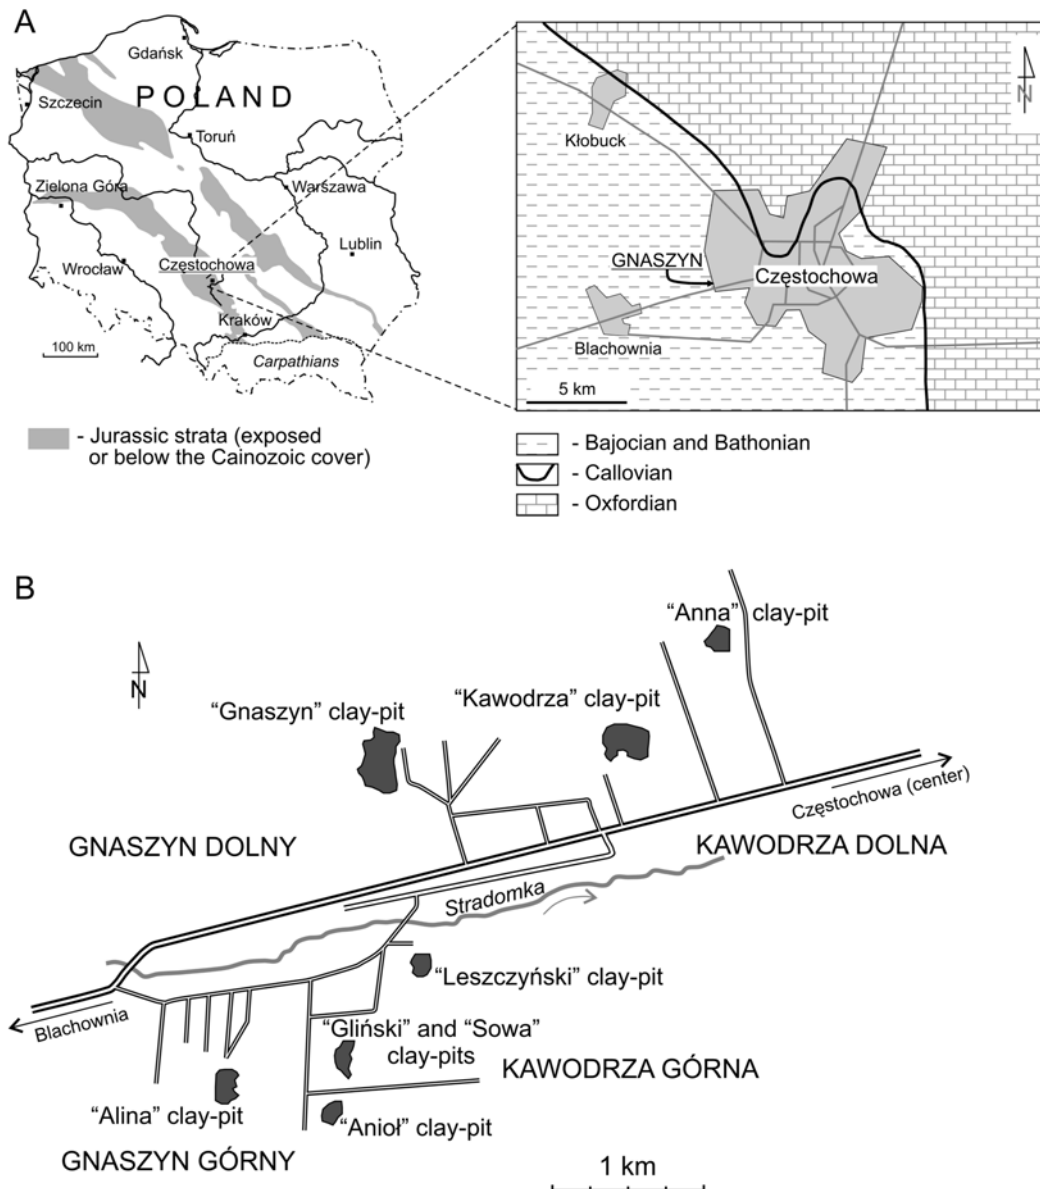 A
Gdańsk
POLAND
Szczecin
Toruń
Zielona Góra
Warszawa
Wrocław
Częstochowa
Lublin
Kraków
100 km
Carpathians
- Jurassic strata (exposed
or below the Cainozoic cover)
N
Kłobuck
GNASZYN
Częstochowa
Blachownia
5 km
- Bajocian and Bathonian
- Callovian
- Oxfordian
B
N
“Anna” clay-pit
“Kawodrza” clay-pit
“Gnaszyn” clay-pit
Częstochowa (center)
GNASZYN DOLNY
KAWODRZA DOLNA
Stradomka
“Leszczyński” clay-pit
Blachownia
“Gliński” and “Sowa”
clay-pits
KAWODRZA GÓRNA
“Alina” clay-pit
“Anioł” clay-pit
GNASZYN GÓRNY
1 km